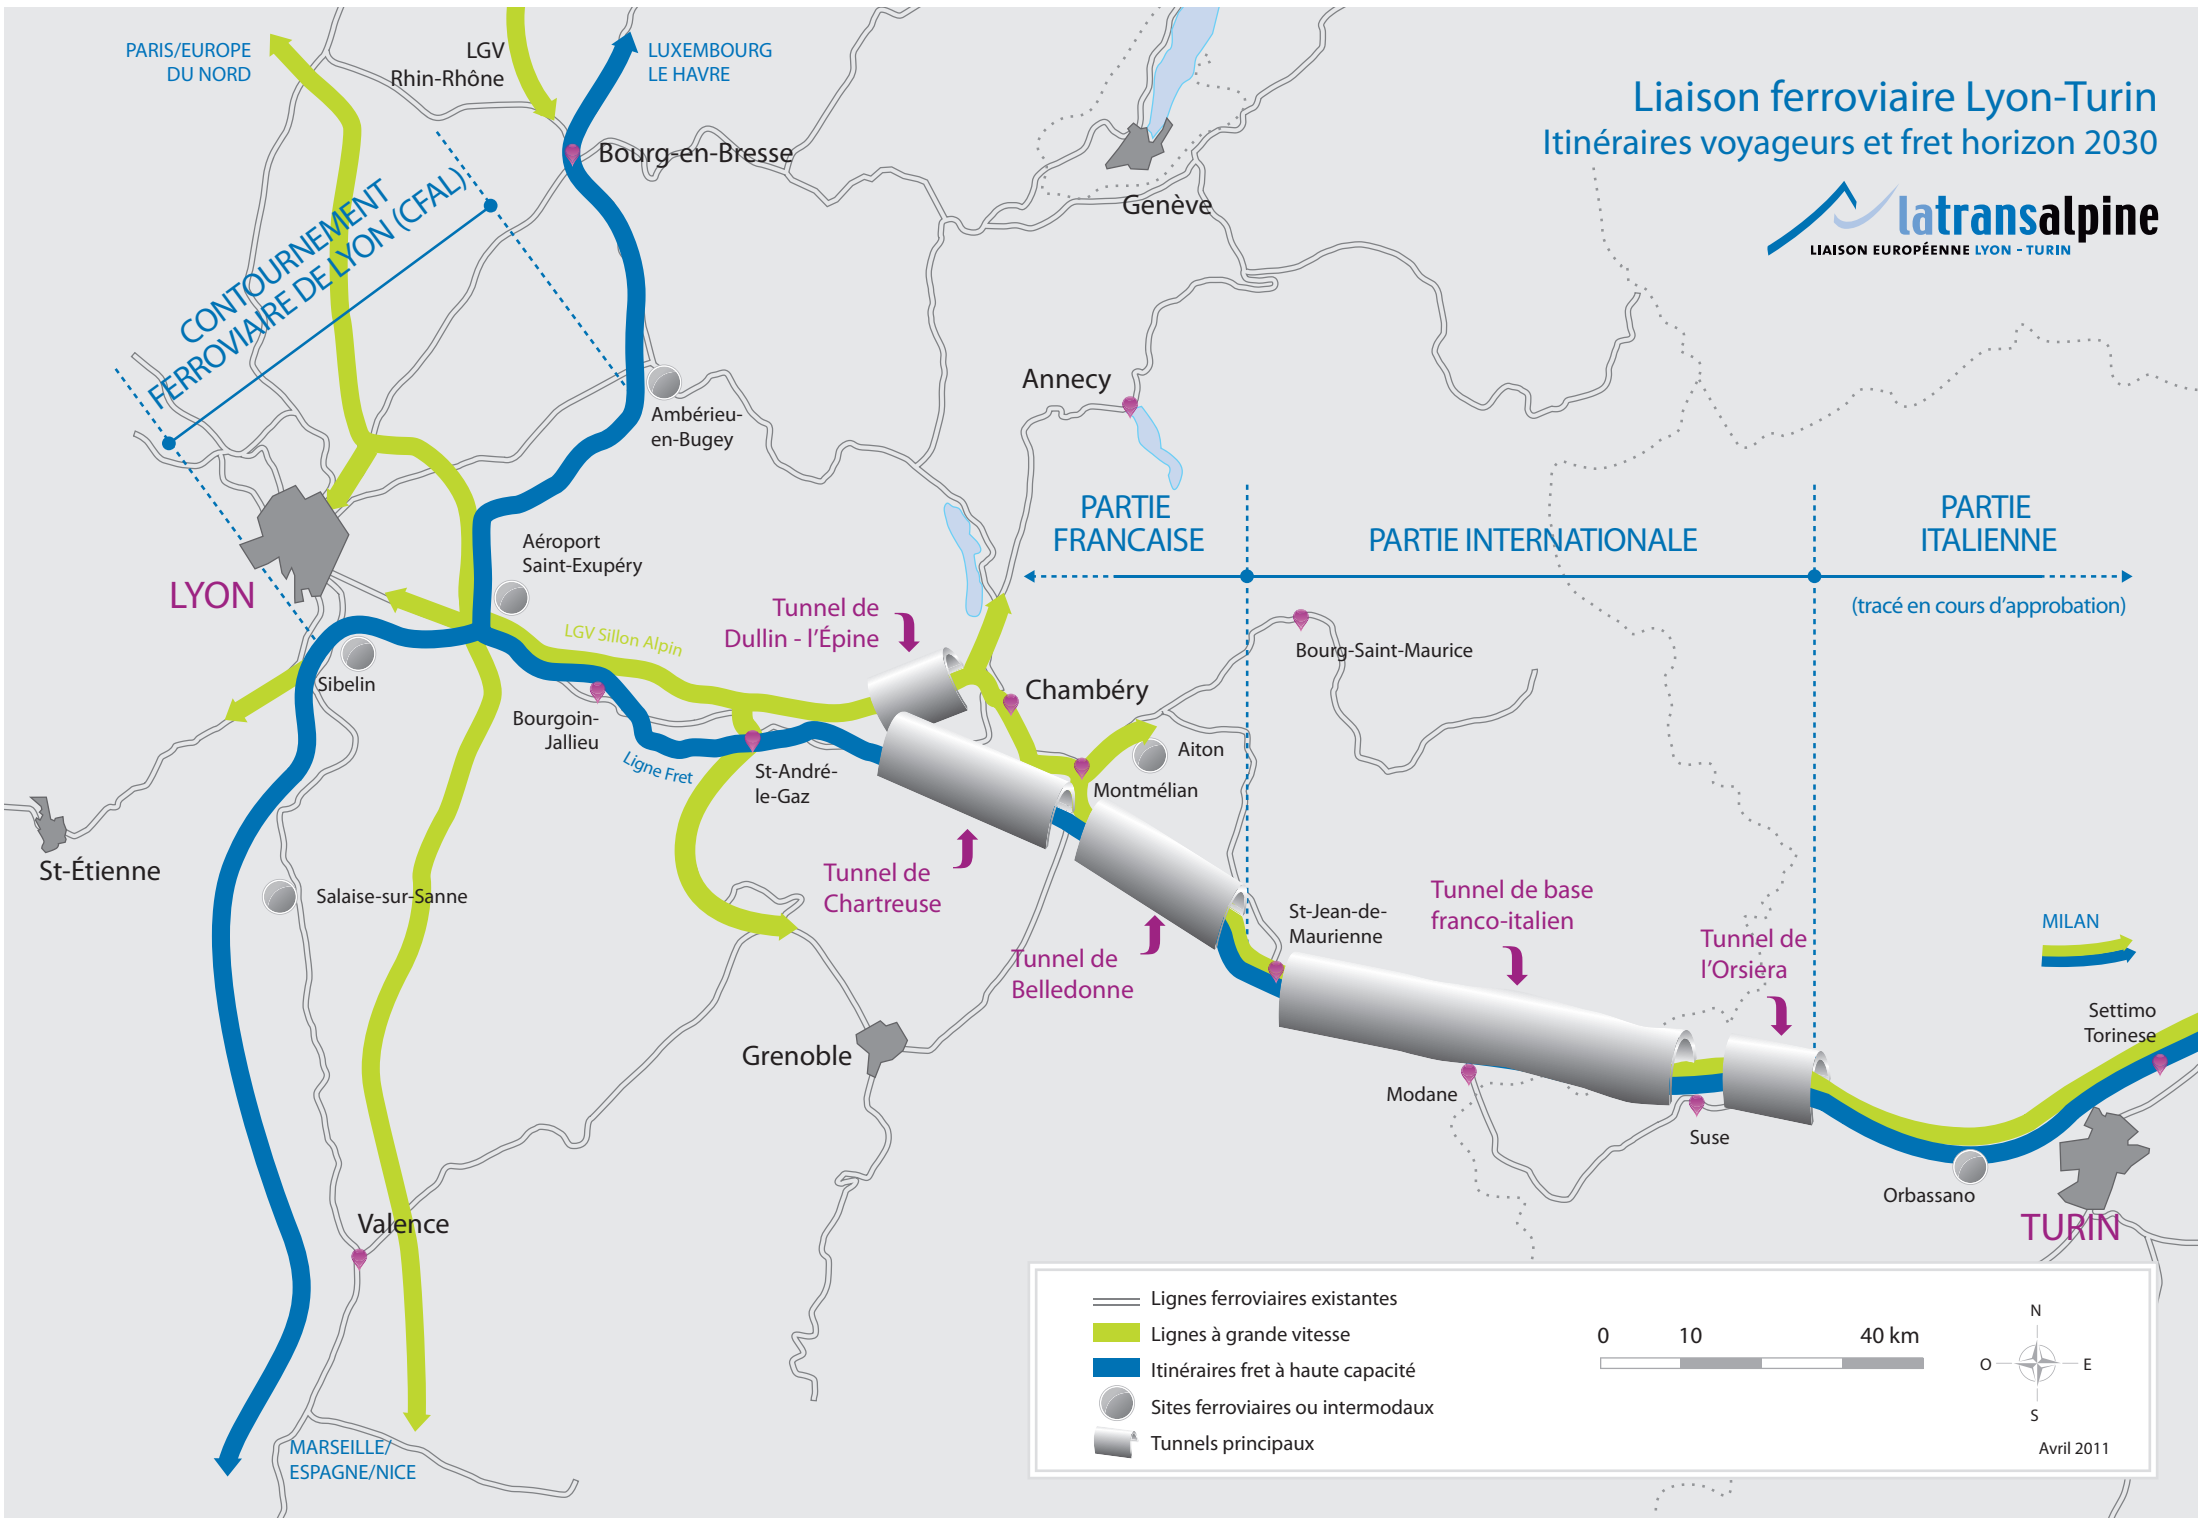 PARIS/EUROPE
DU NORD
LGV
Rhin-Rhône
LUXEMBOURG
LE HAVRE
Liaison ferroviaire Lyon-Turin
Itinéraires voyageurs et fret horizon 2030
latransalpine
LIAISON EUROPÉENNE LYON - TURIN
Bourg-en-Bresse
Genève
CONTOURNEMENT
FERROVIAIRE DE LYON (CFAL)
Annecy
Ambérieu-
en-Bugey
PARTIE
FRANCAISE
PARTIE INTERNATIONALE
PARTIE
ITALIENNE
(tracé en cours d'approbation)
Aéroport
Saint-Exupéry
LYON
Tunnel de
Dullin - l'Épine
LGV Sillon Alpin
Bourg-Saint-Maurice
Sibelin
Chambéry
Bourgoin-
Jallieu
Ligne Fret
St-André-
le-Gaz
Aiton
Montmélian
St-Étienne
Salaise-sur-Sanne
Tunnel de
Chartreuse
Tunnel de
Belledonne
St-Jean-de-
Maurienne
Tunnel de base
franco-italien
Tunnel de
l'Orsiera
MILAN
Settimo
Torinese
Grenoble
Modane
Suse
Orbassano
TURIN
Valence
MARSEILLE/
ESPAGNE/NICE
Lignes ferroviaires existantes
Lignes à grande vitesse
Itinéraires fret à haute capacité
Sites ferroviaires ou intermodaux
Tunnels principaux
0 10 40 km
N
O E
S
Avril 2011